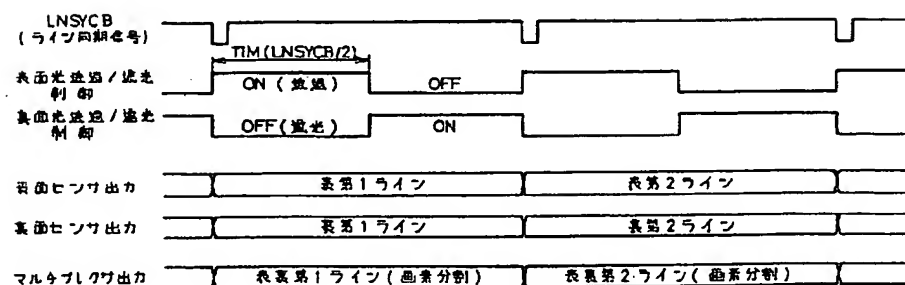 LNSYCB
(ライン同期信号)
TIM(LNSYCB/2)
表面光透過/遮光
制御
ON(透過)
OFF
裏面光透過/遮光
制御
OFF(遮光)
ON
表面センサ出力
表第1ライン
表第2ライン
裏面センサ出力
裏第1ライン
裏第2ライン
マルチプレクサ出力
表裏第1ライン(画素分割)
表裏第2・ライン(画素分割)